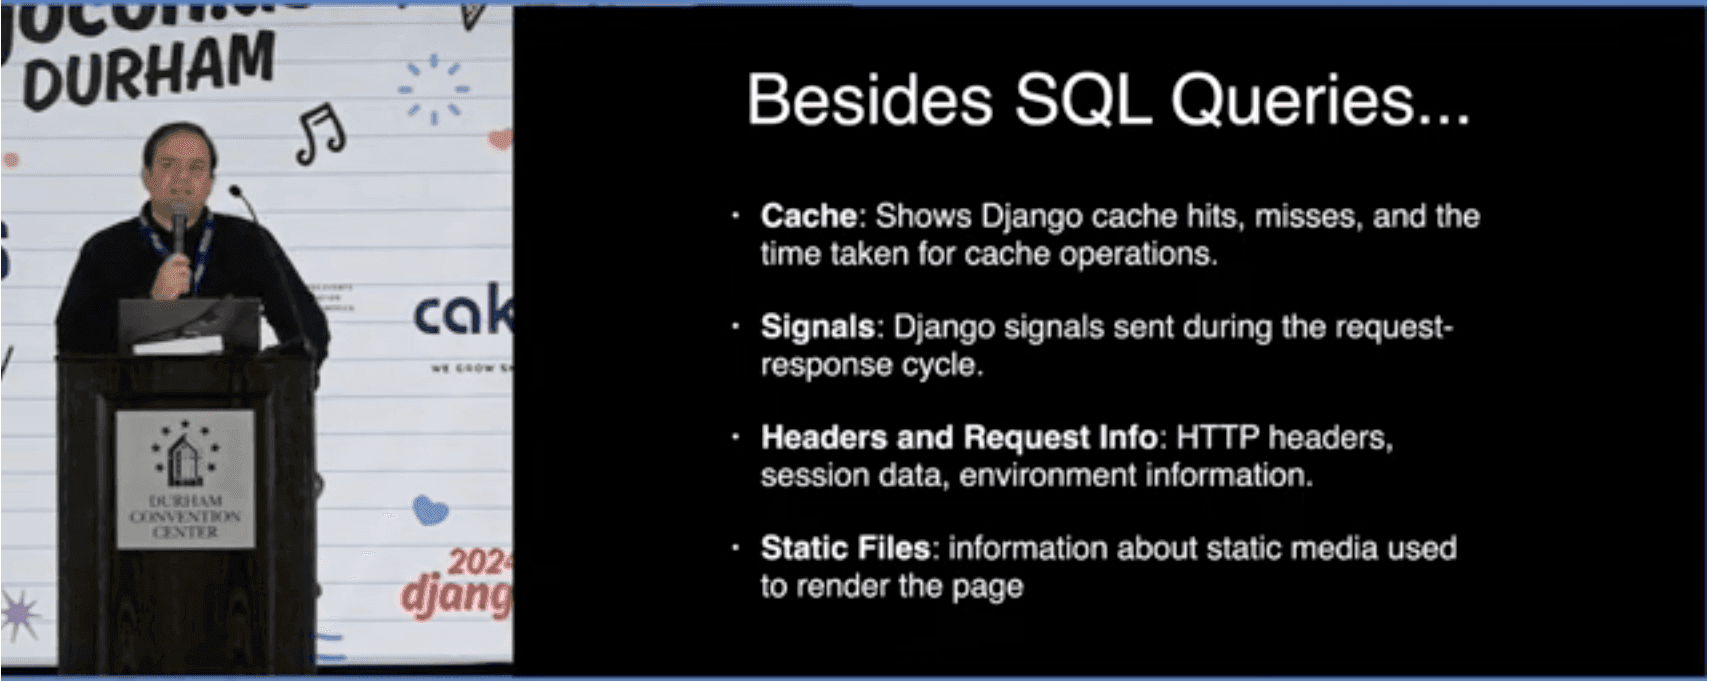 DURHAM
cak
WE GROW
DURHAM
CONVENTION
CENTER
2024
djang
Besides SQL Queries...
· Cache: Shows Django cache hits, misses, and the
time taken for cache operations.
· Signals: Django signals sent during the request-
response cycle.
· Headers and Request Info: HTTP headers,
session data, environment information.
· Static Files: information about static media used
to render the page